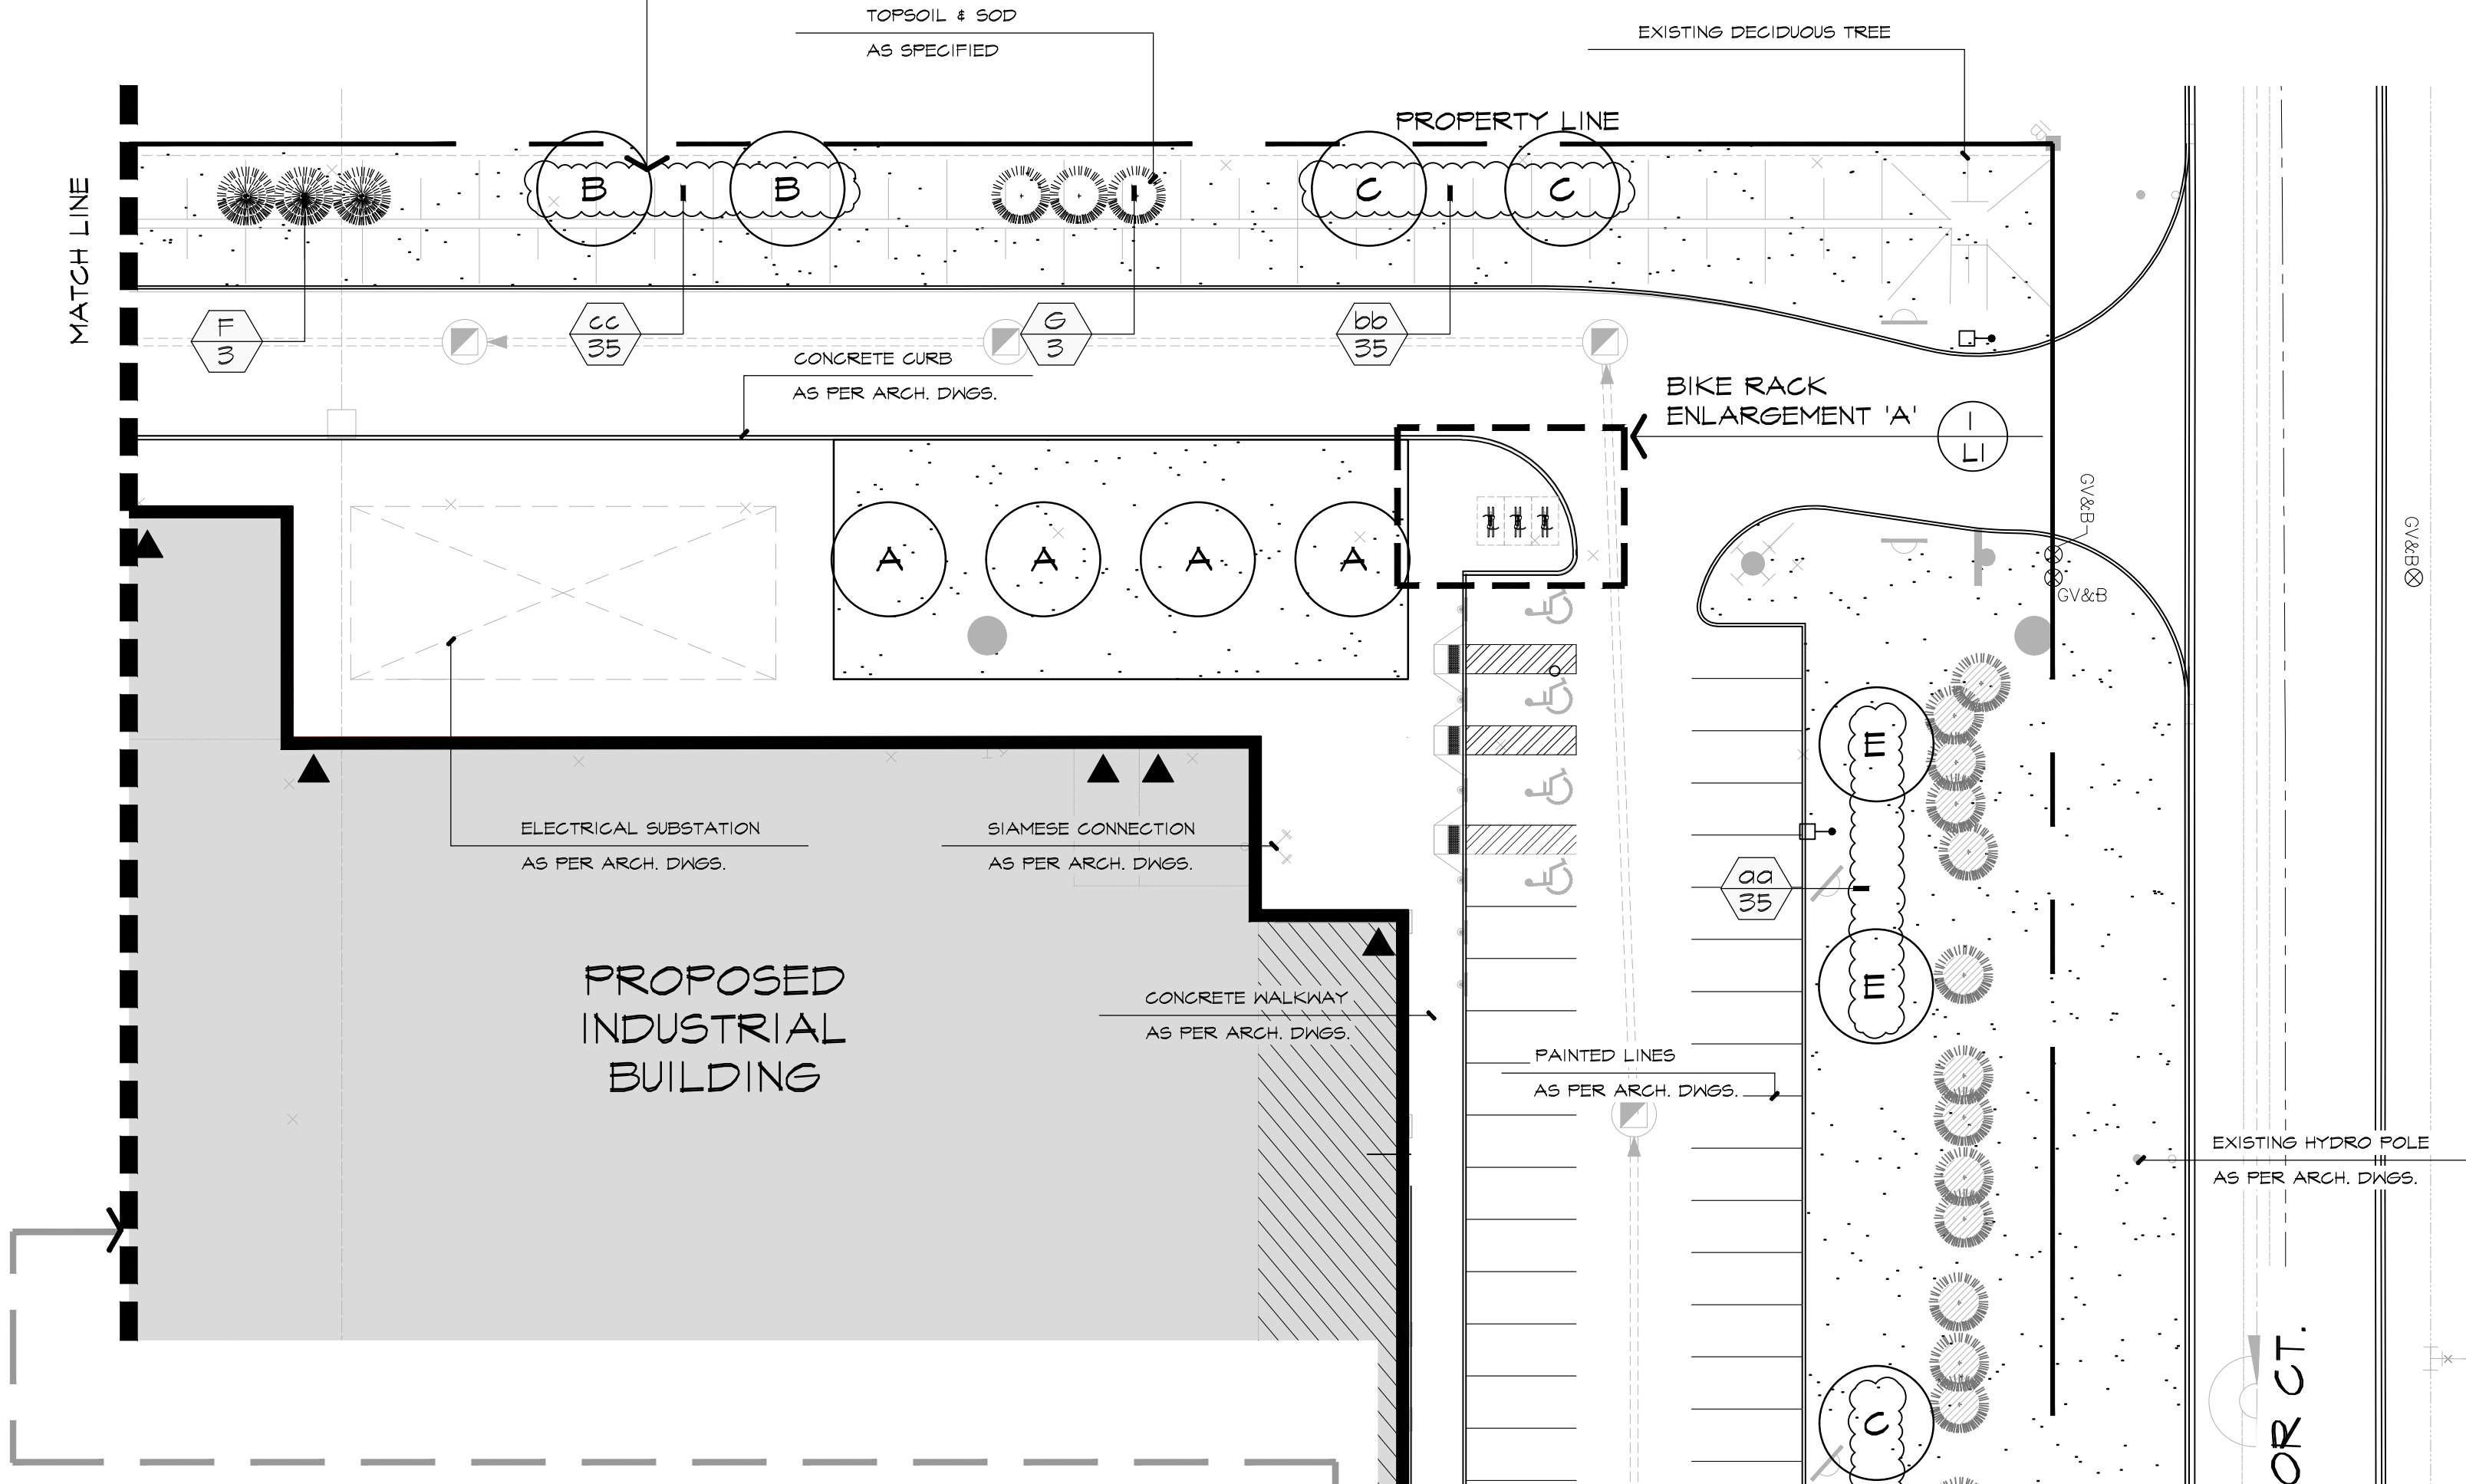 TOPSOIL & SOD
AS SPECIFIED
EXISTING DECIDUOUS TREE
PROPERTY LINE
MATCH LINE
B
B
C
C
F
3
cc
35
G
3
bb
35
CONCRETE CURB
AS PER ARCH. DWGS.
BIKE RACK
ENLARGEMENT 'A'
1
L1
GV&B
GV&B
GV&B
A
A
A
A
E
ELECTRICAL SUBSTATION
AS PER ARCH. DWGS.
SIAMESE CONNECTION
AS PER ARCH. DWGS.
aa
35
E
PROPOSED
INDUSTRIAL
BUILDING
CONCRETE WALKWAY
AS PER ARCH. DWGS.
PAINTED LINES
AS PER ARCH. DWGS.
EXISTING HYDRO POLE
AS PER ARCH. DWGS.
C
OR CT.